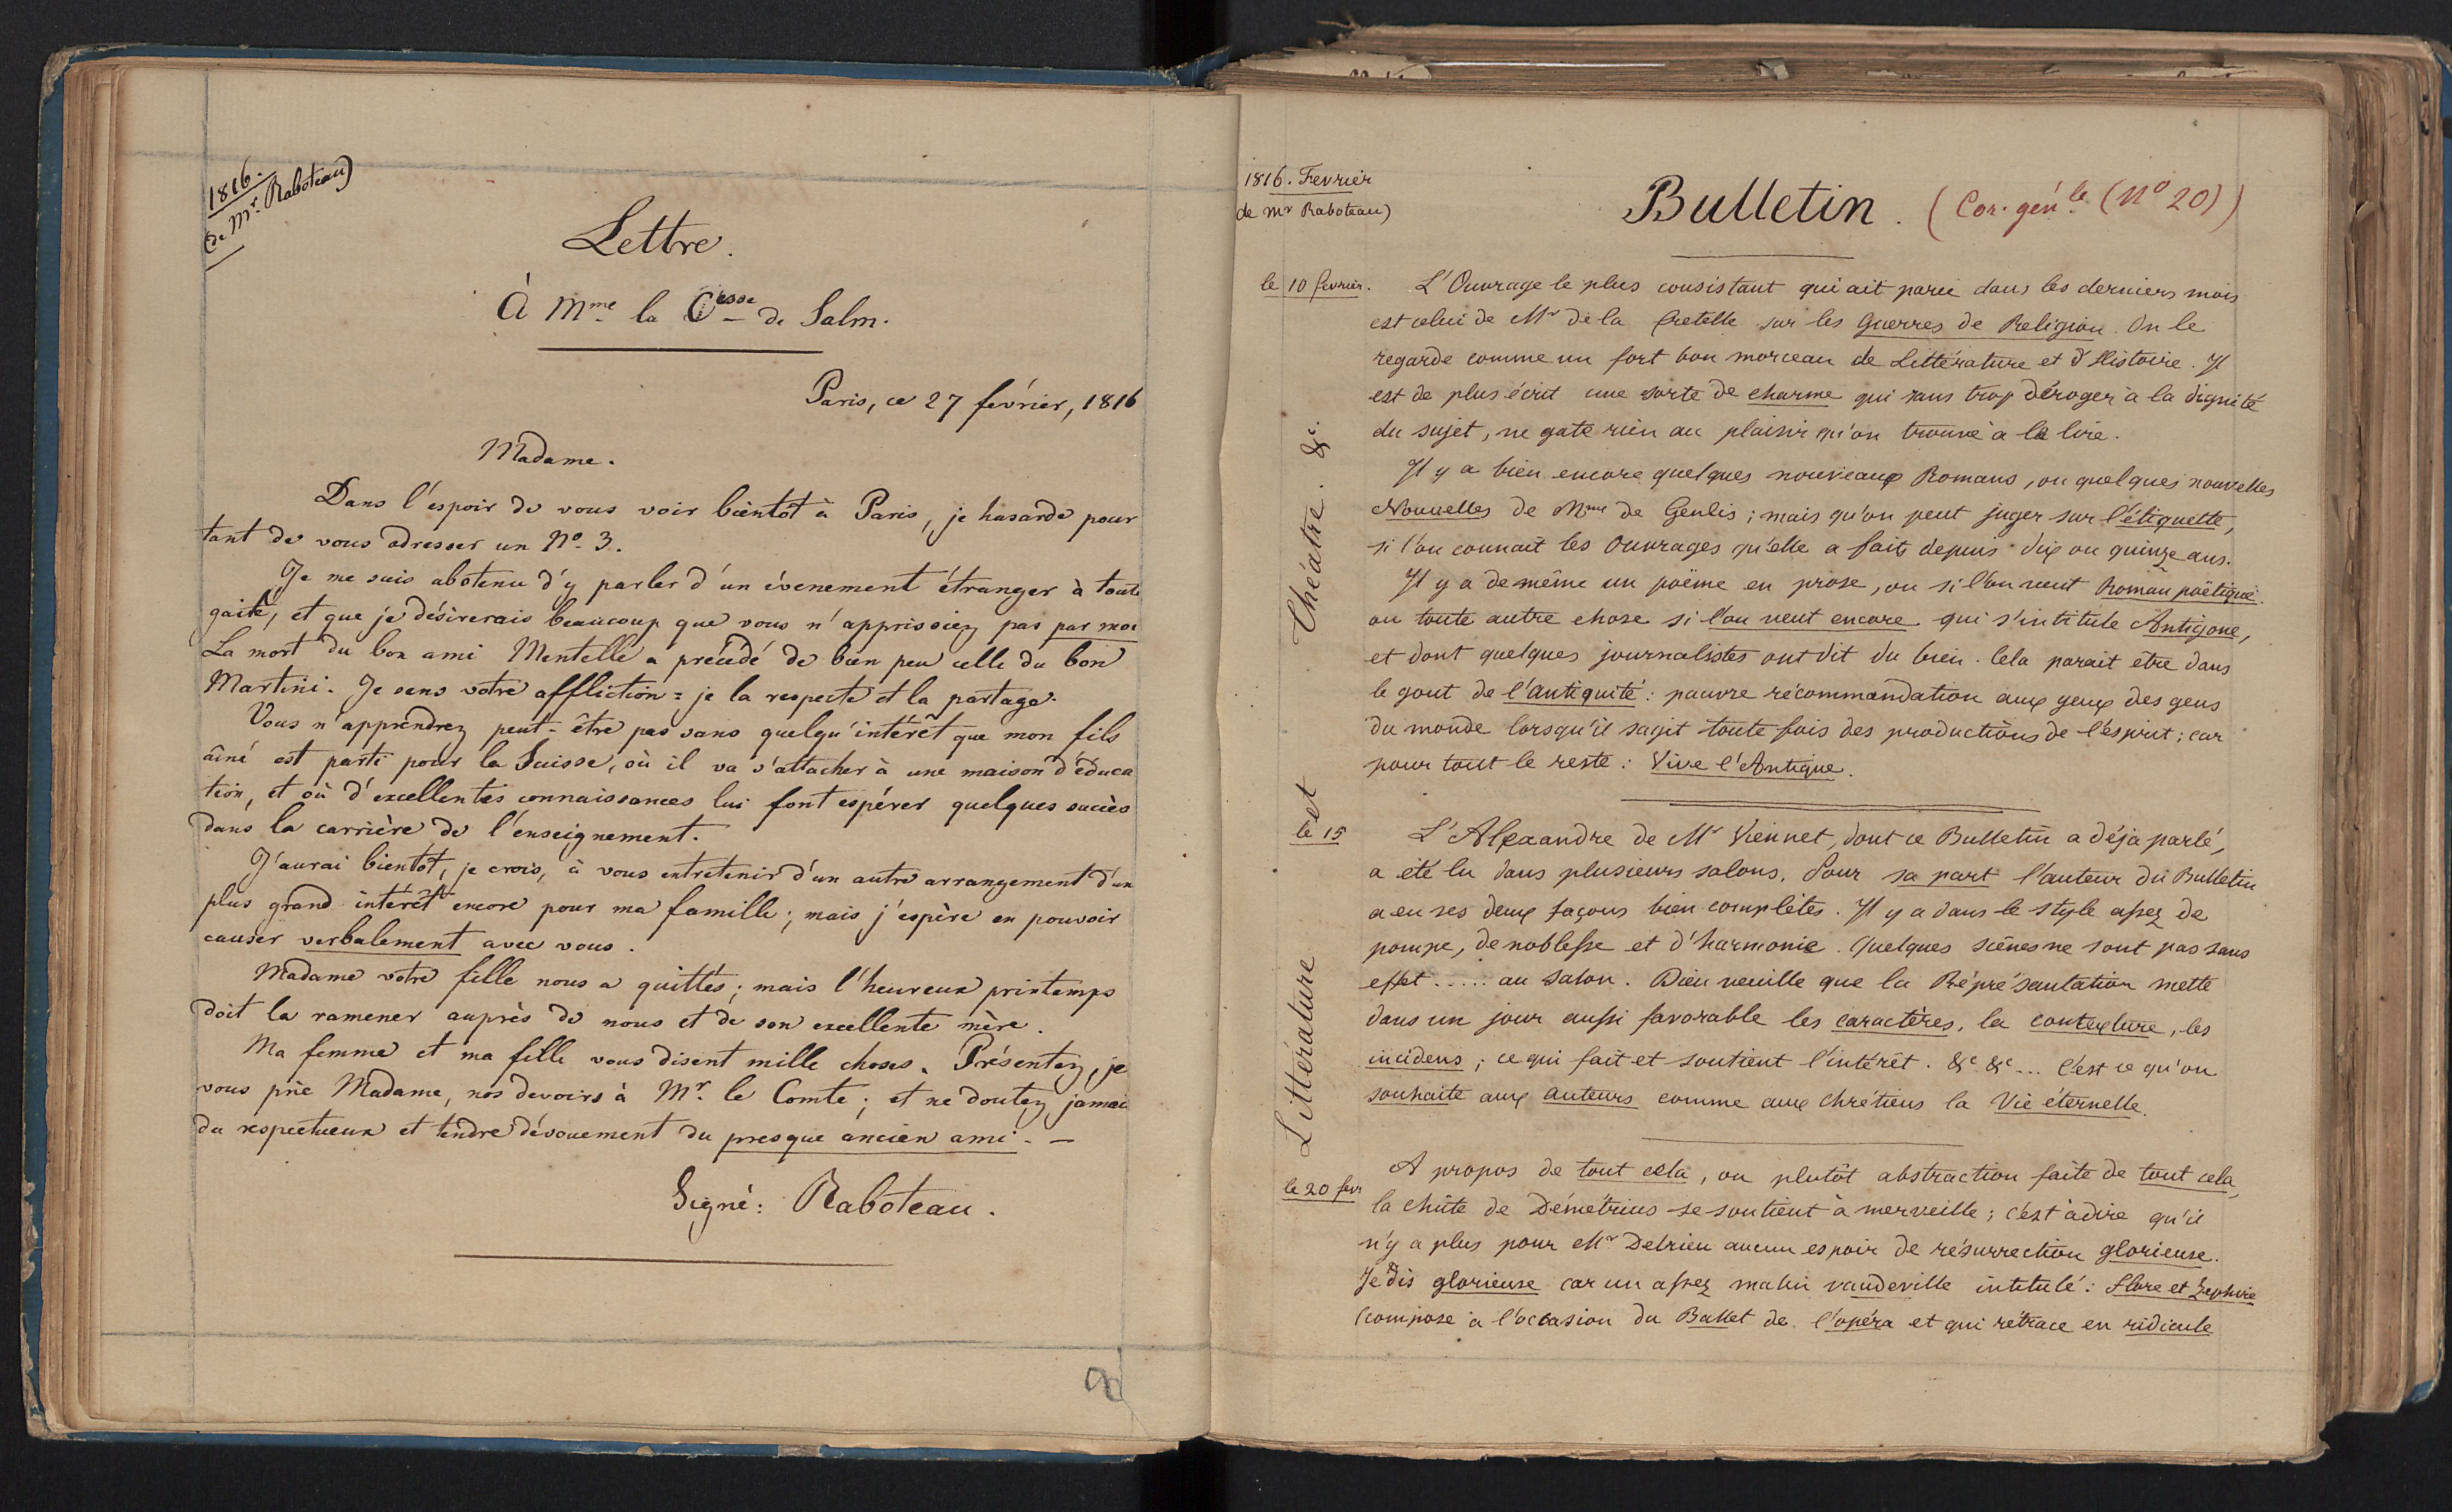 1816.
(de Mr. Raboteau)
Lettre.
À Mme la Cesse de Salm.
Paris, ce 27 février, 1816
Madame.
Dans l'espoir de vous voir bientôt à Paris, je hasarde pour
tant de vous adresser un No. 3.
Je me suis abstenu d'y parler d'un évenement étranger à toute
gaité, et que je désirerais beaucoup que vous n'apprissiez pas par moi
La mort du bon ami Mentelle a précédé de bien peu celle du bon
Martini. Je sens votre affliction = je la respecte et la partage.
Vous n'apprendrez peut-être pas sans quelqu'intérêt que mon fils
aîné est parti pour la Suisse, où il va s'attacher à une maison d'éduca
tion, et où d'excellentes connaissances lui font espérer quelques succès
dans la carrière de l'enseignement.
J'aurai bientôt, je crois, à vous entretenir d'un autre arrangement d'un
plus grand intérêt encore pour ma famille; mais j'espère en pouvoir
causer verbalement avec vous.
Madame votre fille nous a quittés; mais l'heureux printemps
doit la ramener auprès de nous et de son excellente mère.
Ma femme et ma fille vous disent mille choses. Présentez, je
vous prie Madame, nos devoirs à Mr. le Comte; et ne doutez jamais
du respectueux et tendre dévouement du presque ancien ami. —
Signé: Raboteau.
1816. Fevrier
de mr Raboteau)
Bulletin. (Cor. génle (No 20))
le 10 fevrier.
L'Ouvrage le plus consistant qui ait paru dans les derniers mois
est celui de Mr de la Cretelle sur les Guerres de Religion. On le
regarde comme un fort bon morceau de Littérature et d'Histoire. Il
est de plus écrit une sorte de charme qui sans trop déroger à la dignité
du sujet, ne gate rien au plaisir qu'on trouve à le lire.
Il y a bien encore quelques nouveaux Romans, ou quelques nouvelles
Nouvelles de Mme de Genlis; mais qu'on peut juger sur l'étiquette,
si l'on connait les Ouvrages qu'elle a faits depuis dix ou quinze ans.
Il y a de même un poëme en prose, ou si l'on veut Roman poëtique
ou toute autre chose si l'on veut encore qui s'intitule Antigone,
et dont quelques journalistes ont dit du bien. Cela parait être dans
le gout de l'antiquité: pauvre récommandation aux yeux des gens
du monde lorsqu'il sagit toute fois des productions de l'ésprit; car
pour tout le reste: Vive l'Antique.
le 15
L'Alexandre de Mr Viennet, dont ce Bulletin a déja parlé,
a été lu dans plusieurs salons. Pour sa part l'auteur du Bulletin
a eu ses deux façons bien complètes. Il y a dans le style assez de
pompe, de noblesse et d'harmonie. Quelques scènes ne sont pas sans
effet ..... au salon. Dieu veuille que la Réprésantation mette
dans un jour aussi favorable les caractères, la contexture, les
incidens; ce qui fait et soutient l'intérêt. &c &c... C'est ce qu'on
souhaite aux auteurs comme aux chrétiens la Vie éternelle.
le 20 fevr
A propos de tout cela, ou plutôt abstraction faite de tout cela,
la chûte de Démétrius se soutient à merveille; c'est à dire qu'il
n'y a plus pour Mr Delrieu aucun espoir de résurrection glorieuse.
Je dis glorieuse car un assez malin vaudeville intitulé: Flore et Zephire
(composé à l'occasion du Ballet de l'opéra et qui rétrace en ridicule
Littérature et Théatre. &c.